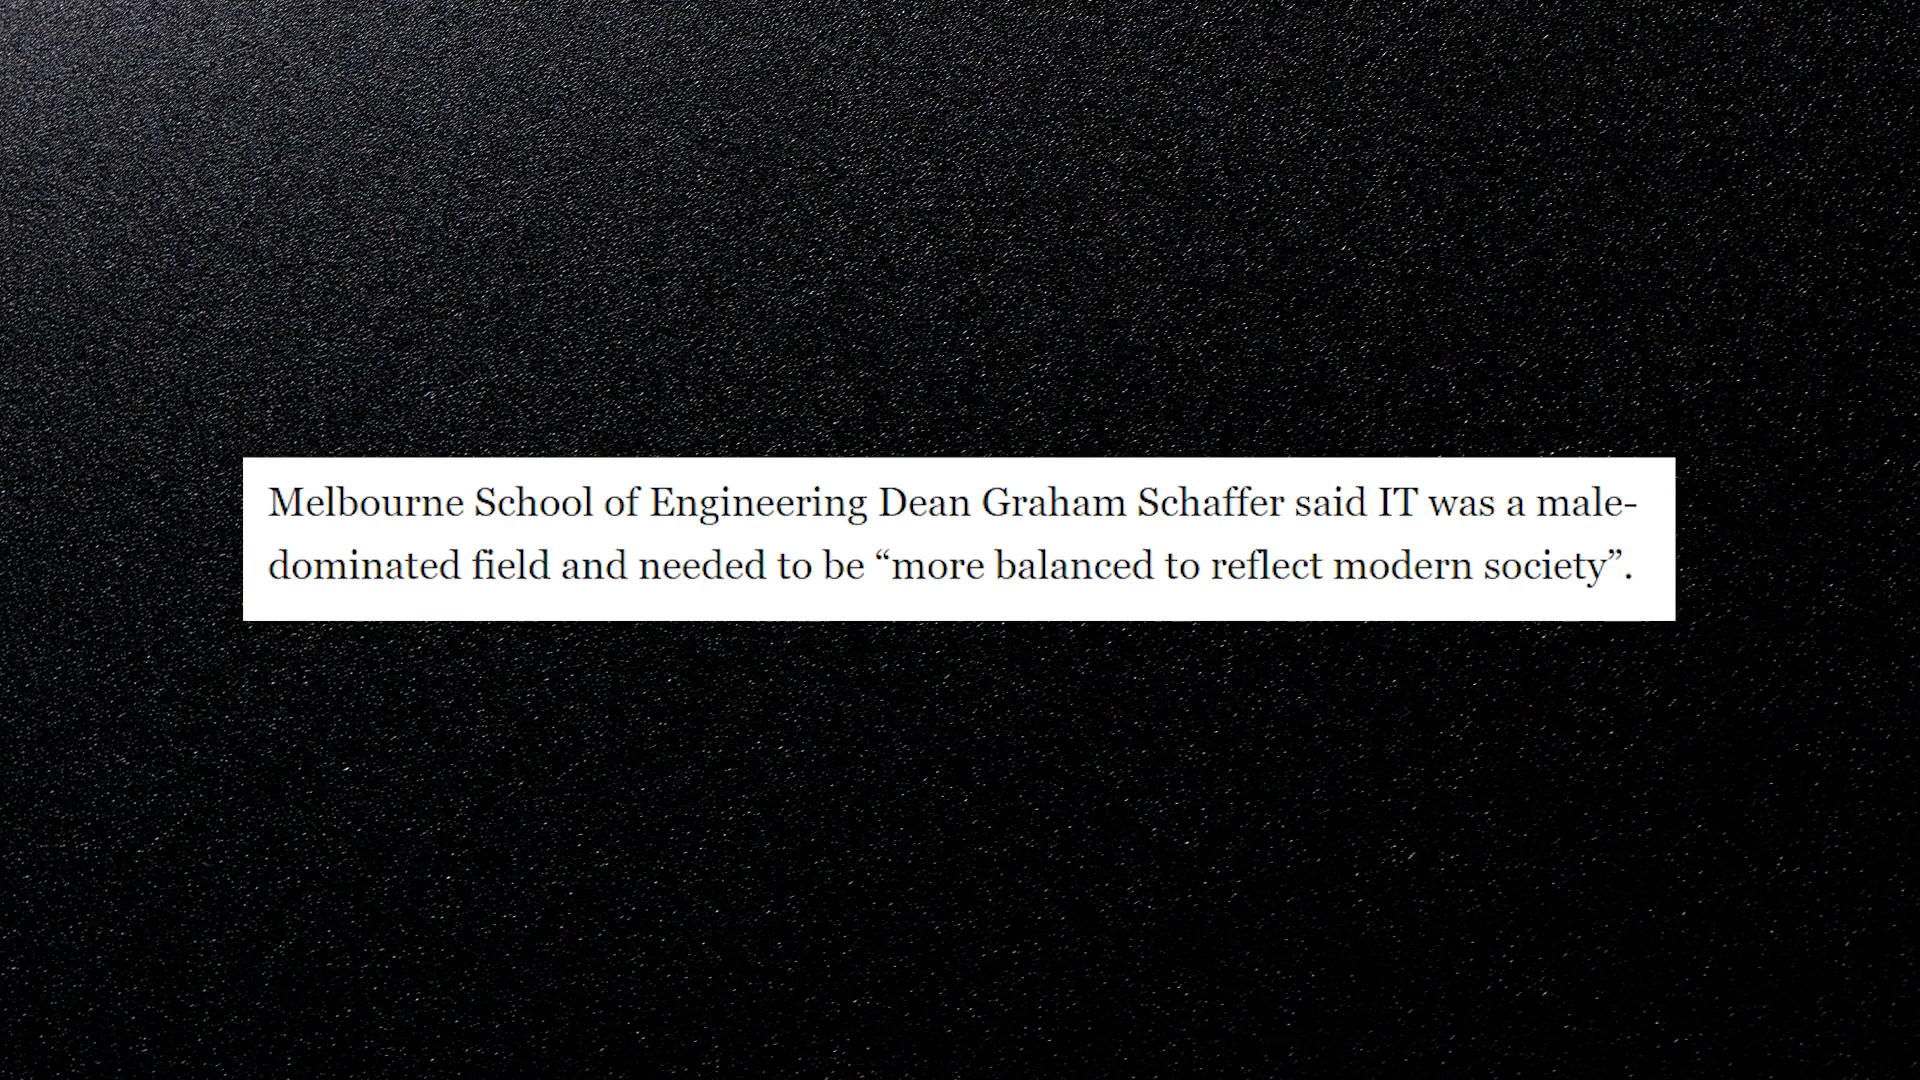 Melbourne School of Engineering Dean Graham Schaffer said IT was a male-
dominated field and needed to be “more balanced to reflect modern society”.